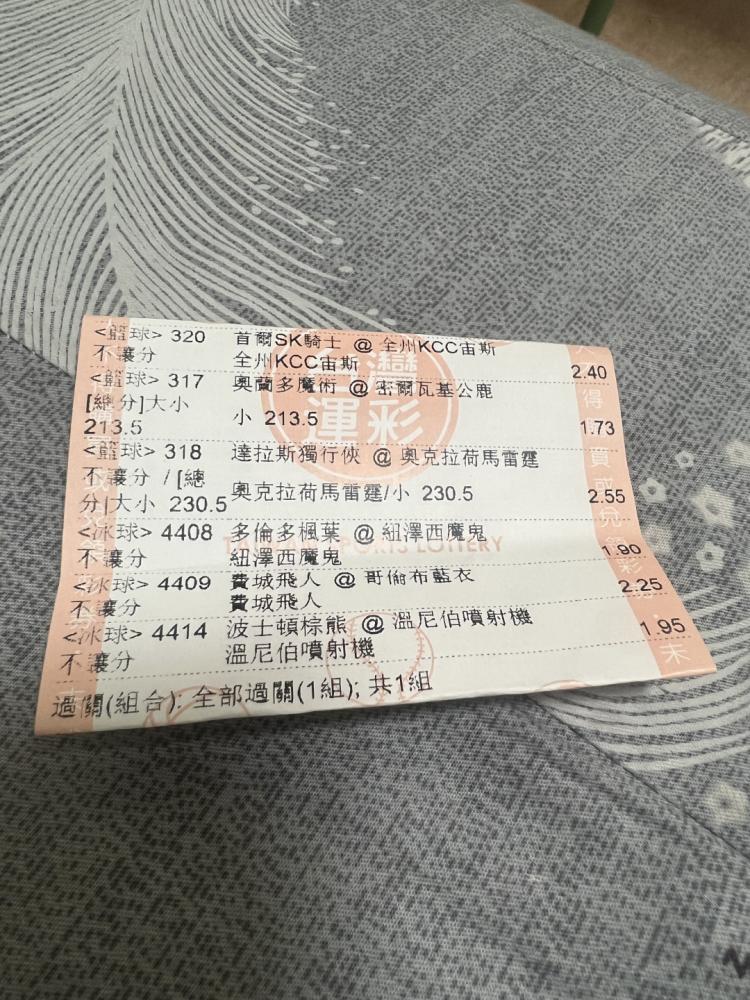 <籃球> 320 首爾SK騎士 @ 全州KCC宙斯
不讓分 全州KCC宙斯 2.40
<籃球> 317 奧蘭多魔術 @ 密爾瓦基公鹿
[總分]大小
213.5 小 213.5 1.73
<籃球> 318 達拉斯獨行俠 @ 奧克拉荷馬雷霆
不讓分 / [總
分]大小 230.5 奧克拉荷馬雷霆/小 230.5 2.55
<冰球> 4408 多倫多楓葉 @ 紐澤西魔鬼
不讓分 紐澤西魔鬼 1.90
<冰球> 4409 費城飛人 @ 哥倫布藍衣
不讓分 費城飛人 2.25
<冰球> 4414 波士頓棕熊 @ 溫尼伯噴射機
不讓分 溫尼伯噴射機 1.95
過關(組合): 全部過關(1組); 共1組
台灣
運彩
TAIWAN SPORTS LOTTERY